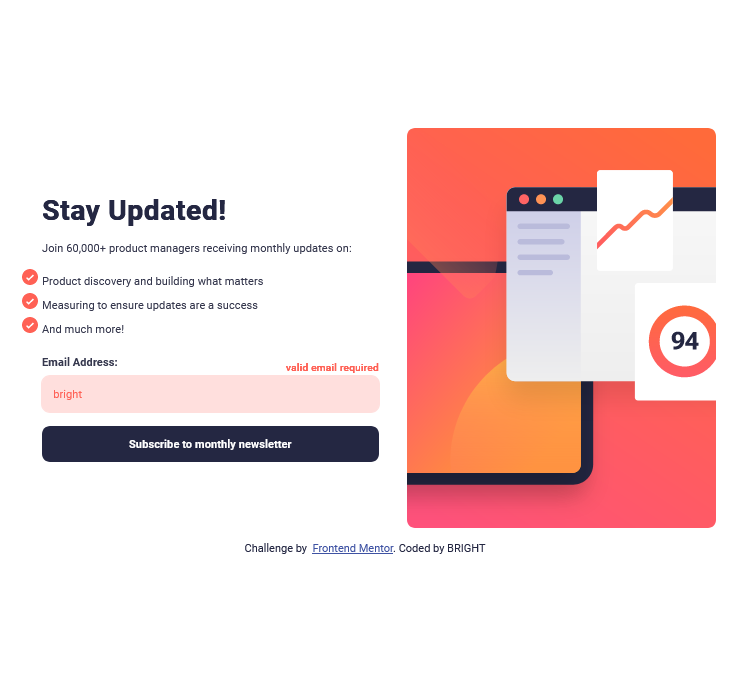 Stay Updated!
Join 60,000+ product managers receiving monthly updates on:
Product discovery and building what matters
Measuring to ensure updates are a success
And much more!
Email Address:
valid email required
bright
Subscribe to monthly newsletter
94
Challenge by Frontend Mentor. Coded by BRIGHT